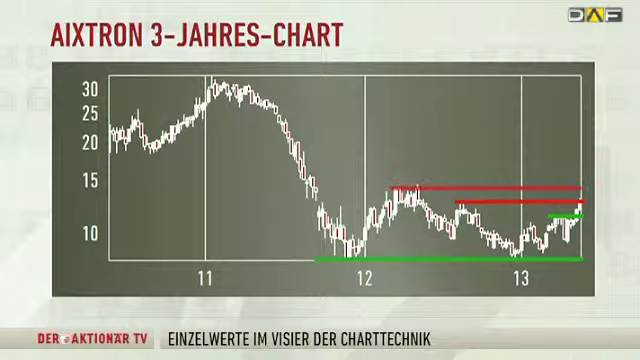 DAF
AIXTRON 3-JAHRES-CHART
30
25
20
15
10
11 12 13
DER AKTIONÄR TV EINZELWERTE IM VISIER DER CHARTTECHNIK